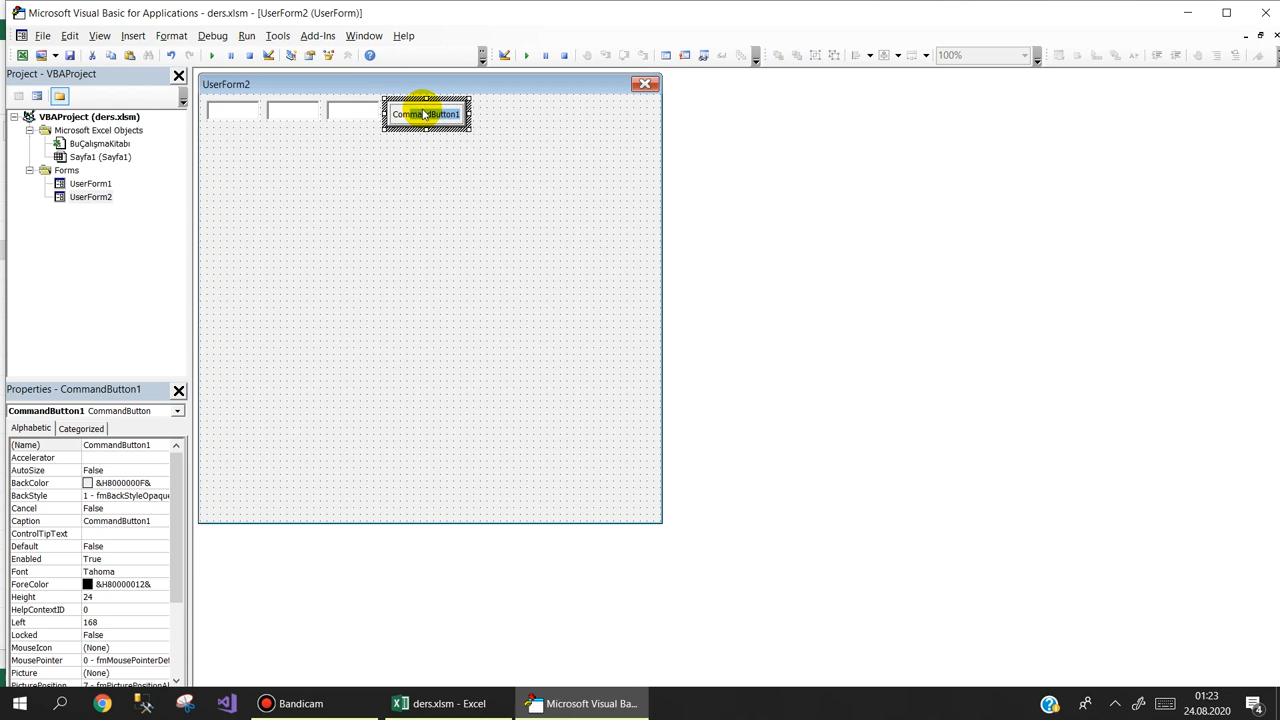 Microsoft Visual Basic for Applications - ders.xlsm - [UserForm2 (UserForm)]
File Edit View Insert Format Debug Run Tools Add-Ins Window Help
100%
Project - VBAProject
VBAProject (ders.xlsm)
Microsoft Excel Objects
BuÇalışmaKitabı
Sayfa1 (Sayfa1)
Forms
UserForm1
UserForm2
UserForm2
CommandButton1
Properties - CommandButton1
CommandButton1 CommandButton
Alphabetic Categorized
(Name) CommandButton1
Accelerator
AutoSize False
BackColor &H8000000F&
BackStyle 1 - fmBackStyleOpaque
Cancel False
Caption CommandButton1
ControlTipText
Default False
Enabled True
Font Tahoma
ForeColor &H80000012&
Height 24
HelpContextID 0
Left 168
Locked False
MouseIcon (None)
MousePointer 0 - fmMousePointerDef
Picture (None)
Bandicam
ders.xlsm - Excel
Microsoft Visual Ba...
01:23
24.08.2020
4